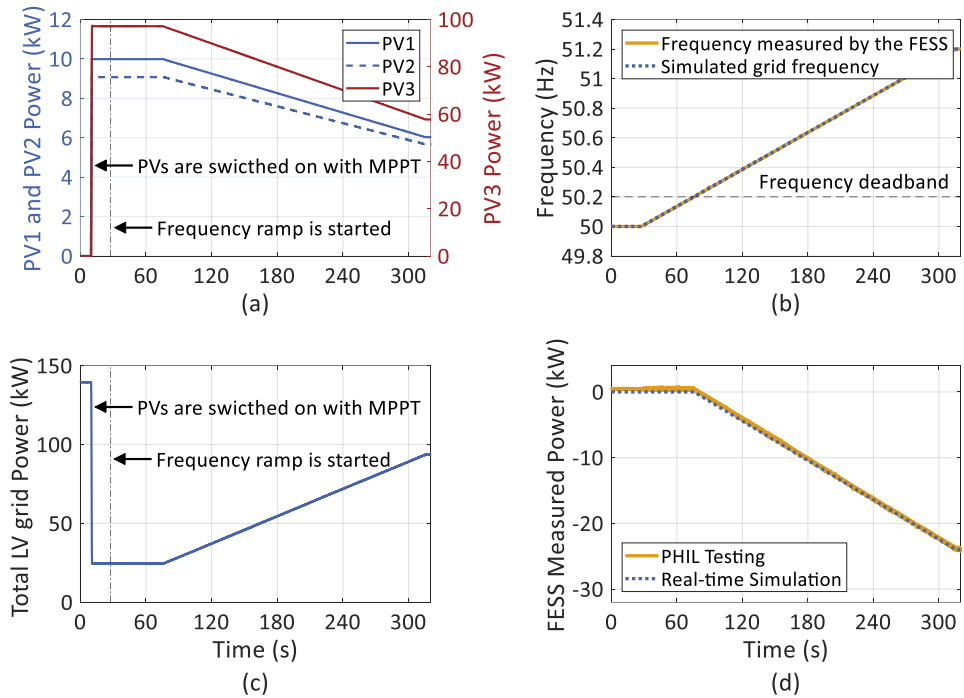 PV1 and PV2 Power (kW)
12
10
8
6
4
2
0
PV1
PV2
PV3
PVs are swicthed on with MPPT
Frequency ramp is started
100
80
60
40
20
0
PV3 Power (kW)
0 60 120 180 240 300
(a)
Frequency (Hz)
51.2
51
50.8
50.6
50.4
50.2
50
49.8
Frequency measured by the FESS
Simulated grid frequency
Frequency deadband
0 60 120 180 240 300
(b)
Total LV grid Power (kW)
150
100
50
0
PVs are swicthed on with MPPT
Frequency ramp is started
0 60 120 180 240 300
Time (s)
(c)
FESS Measured Power (kW)
0
-10
-20
-30
PHIL Testing
Real-time Simulation
0 60 120 180 240 300
Time (s)
(d)